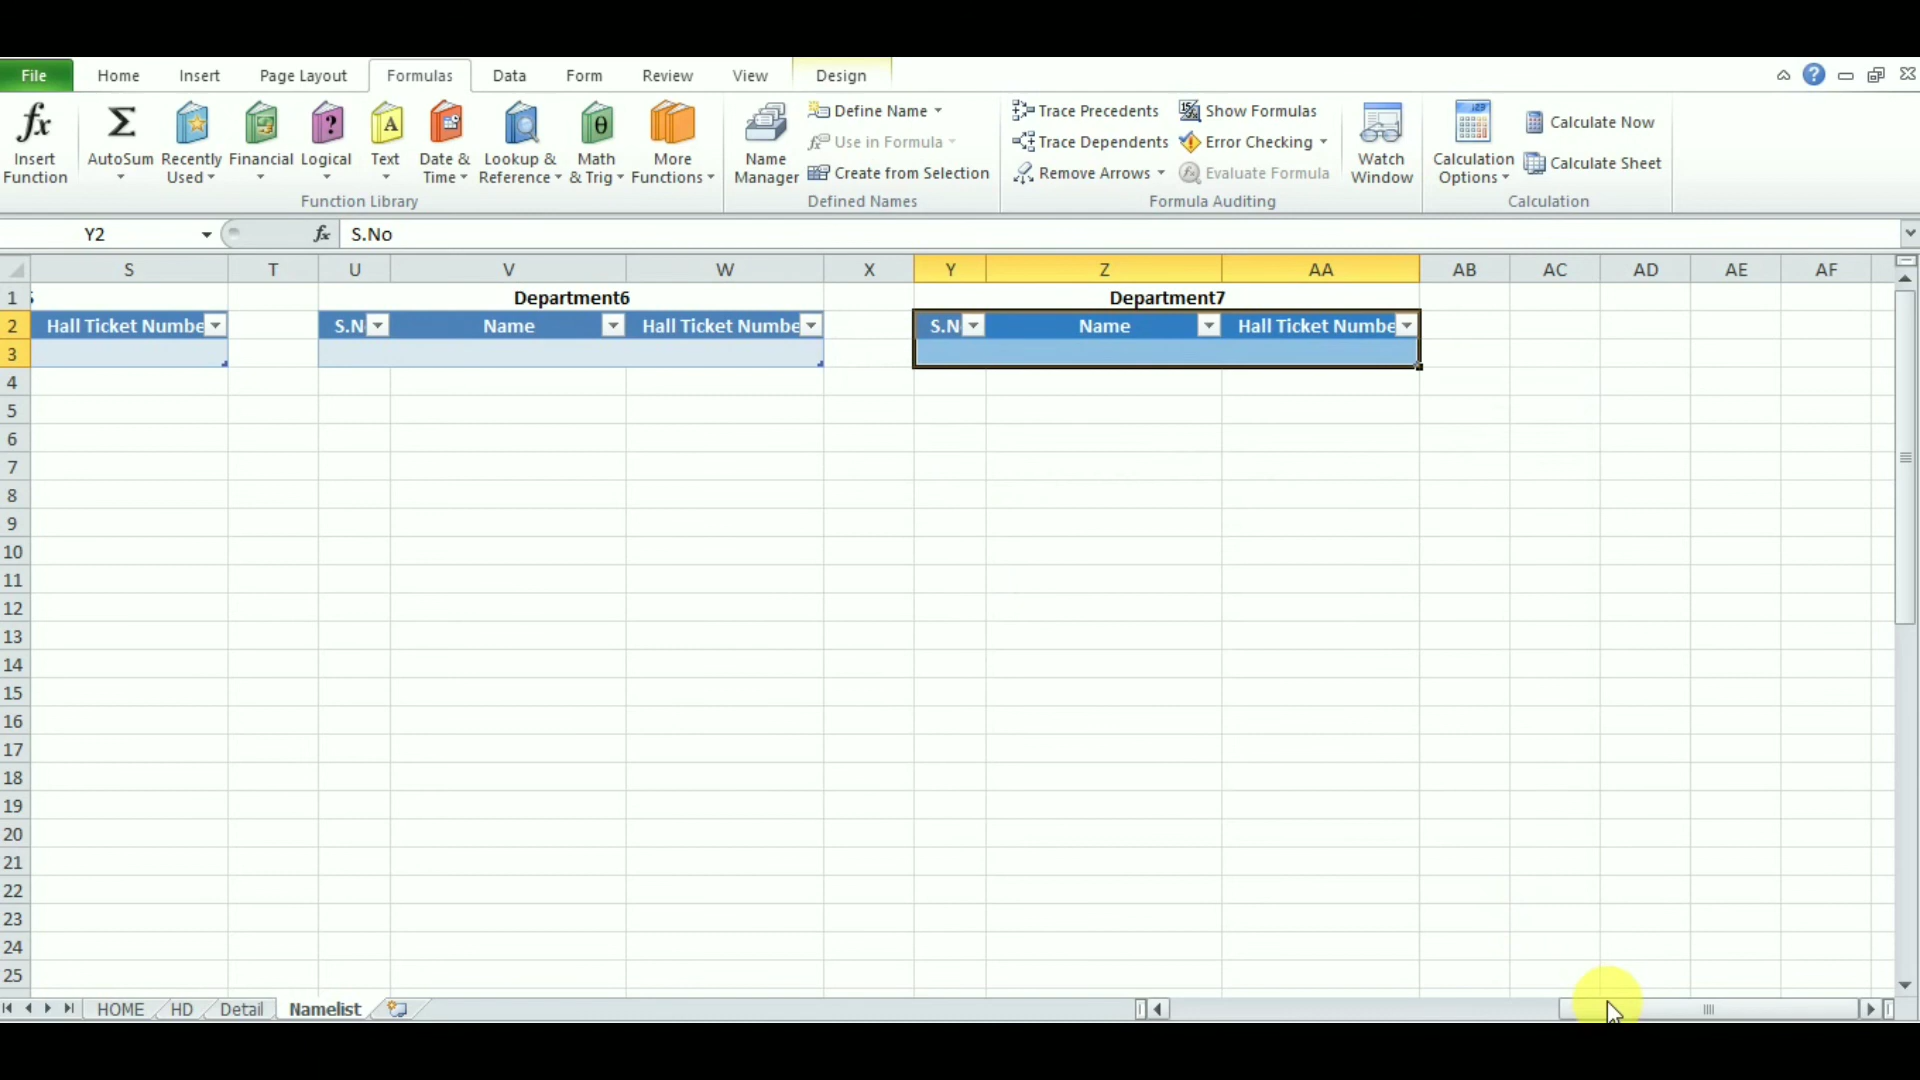 File Home Insert Page Layout Formulas Data Form Review View Design
Insert Function
AutoSum
Recently Used
Financial
Logical
Text
Date & Time
Lookup & Reference
Math & Trig
More Functions
Function Library
Name Manager
Define Name
Use in Formula
Create from Selection
Defined Names
Trace Precedents
Trace Dependents
Remove Arrows
Show Formulas
Error Checking
Evaluate Formula
Formula Auditing
Watch Window
Calculation Options
Calculate Now
Calculate Sheet
Calculation
Y2 fx S.No
S T U V W X Y Z AA AB AC AD AE AF
1 Department6 Department7
2 Hall Ticket Numbe S.N Name Hall Ticket Numbe S.N Name Hall Ticket Numbe
3
4
5
6
7
8
9
10
11
12
13
14
15
16
17
18
19
20
21
22
23
24
25
HOME HD Detail Namelist